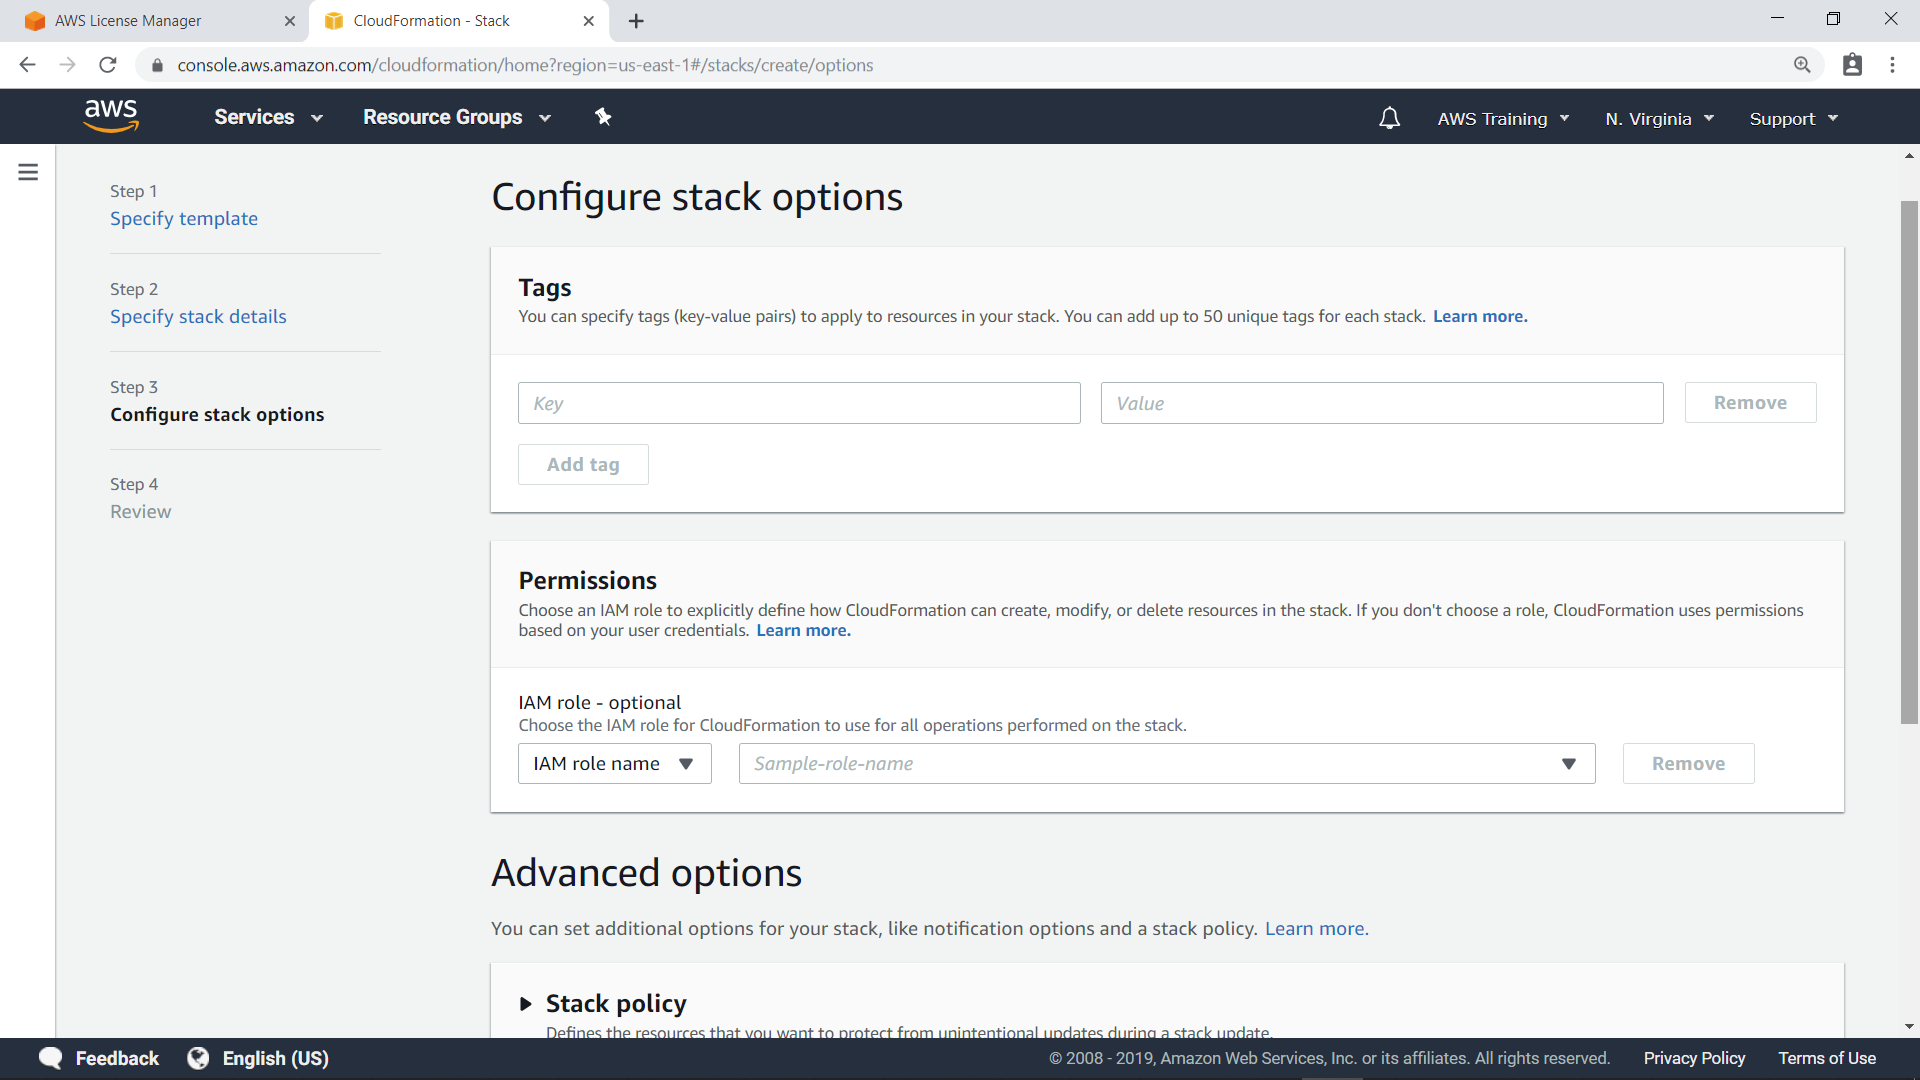 AWS License Manager
CloudFormation - Stack
console.aws.amazon.com/cloudformation/home?region=us-east-1#/stacks/create/options
aws
Services
Resource Groups
AWS Training
N. Virginia
Support
Step 1
Specify template
Step 2
Specify stack details
Step 3
Configure stack options
Step 4
Review
Configure stack options
Tags
You can specify tags (key-value pairs) to apply to resources in your stack. You can add up to 50 unique tags for each stack. Learn more.
Key
Value
Remove
Add tag
Permissions
Choose an IAM role to explicitly define how CloudFormation can create, modify, or delete resources in the stack. If you don't choose a role, CloudFormation uses permissions
based on your user credentials. Learn more.
IAM role - optional
Choose the IAM role for CloudFormation to use for all operations performed on the stack.
IAM role name
Sample-role-name
Remove
Advanced options
You can set additional options for your stack, like notification options and a stack policy. Learn more.
Stack policy
Defines the resources that you want to protect from unintentional updates during a stack update.
Feedback
English (US)
© 2008 - 2019, Amazon Web Services, Inc. or its affiliates. All rights reserved.
Privacy Policy
Terms of Use